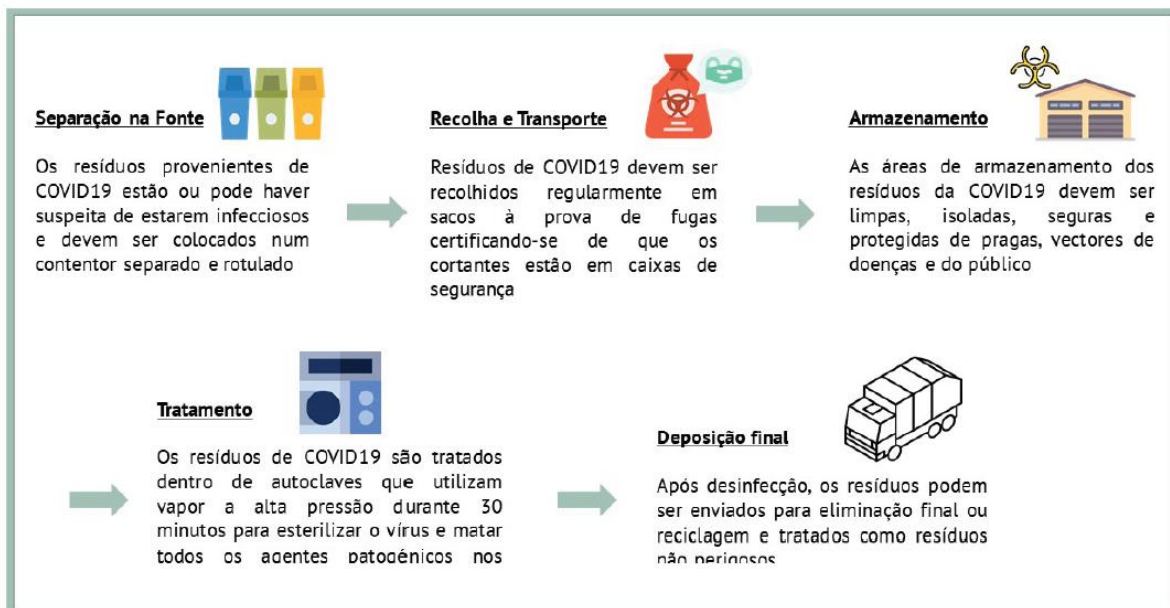 Separação na Fonte
Os resíduos provenientes de
COVID19 estão ou pode haver
suspeita de estarem infecciosos
e devem ser colocados num
contentor separado e rotulado
Recolha e Transporte
Resíduos de COVID19 devem ser
recolhidos regularmente em
sacos à prova de fugas
certificando-se de que os
cortantes estão em caixas de
segurança
Armazenamento
As áreas de armazenamento dos
resíduos da COVID19 devem ser
limpas, isoladas, seguras e
protegidas de pragas, vectores de
doenças e do público
Tratamento
Os resíduos de COVID19 são tratados
dentro de autoclaves que utilizam
vapor a alta pressão durante 30
minutos para esterilizar o vírus e matar
todos os agentes patogénicos nos
Deposição final
Após desinfecção, os resíduos podem
ser enviados para eliminação final ou
reciclagem e tratados como resíduos
não perigosos